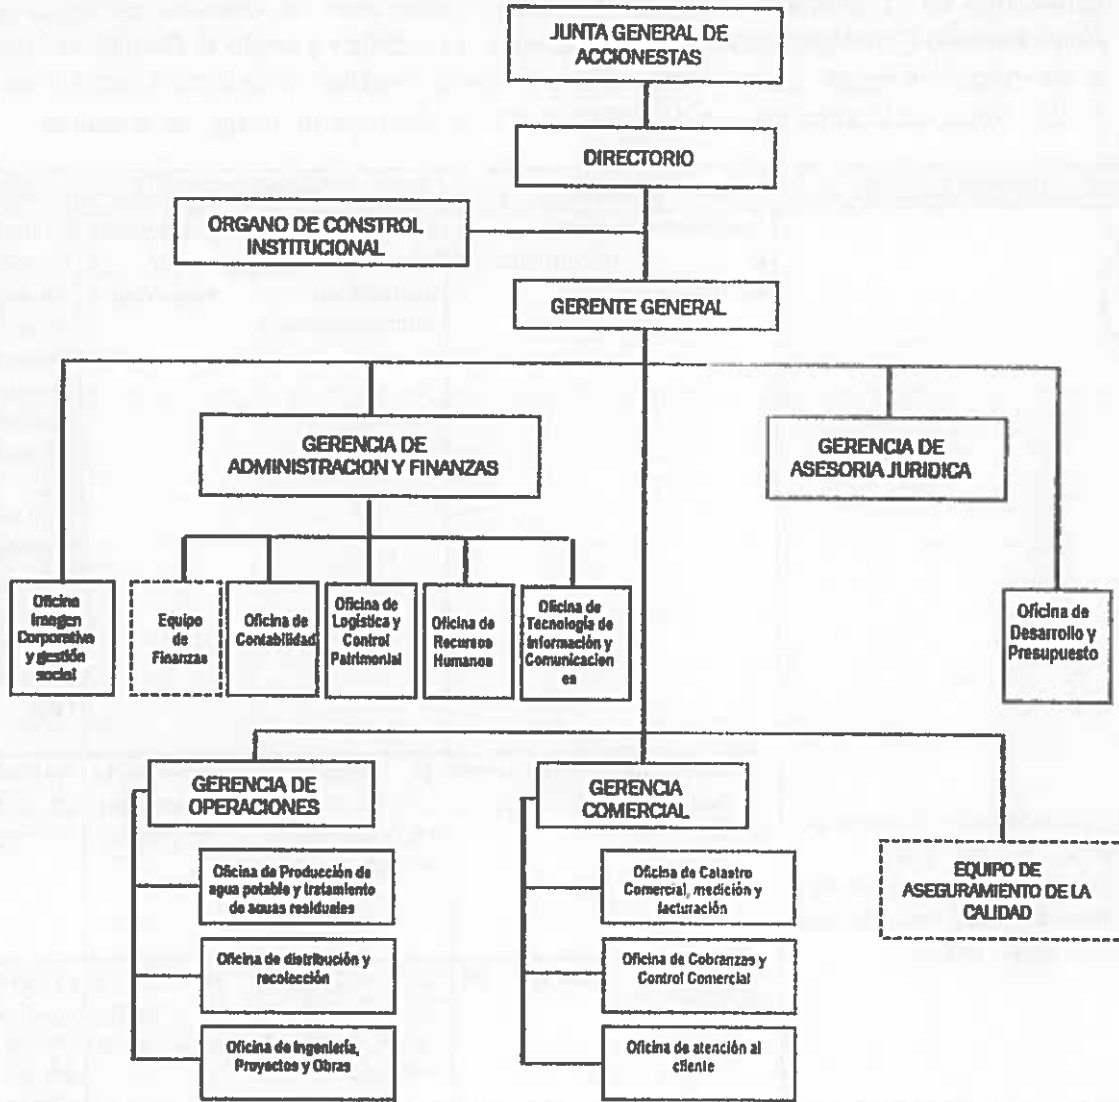 JUNTA GENERAL DE
ACCIONESTAS
DIRECTORIO
ORGANO DE CONSTROL
INSTITUCIONAL
GERENTE GENERAL
GERENCIA DE
ADMINISTRACION Y FINANZAS
GERENCIA DE
ASESORIA JURIDICA
Oficina
Imagen
Corporativa
y gestión
social
Equipo
de
Finanzas
Oficina de
Contabilidad
Oficina de
Logística y
Control
Patrimonial
Oficina de
Recursos
Humanos
Oficina de
Tecnología de
Información y
Comunicacion
es
Oficina de
Desarrollo y
Presupuesto
GERENCIA DE
OPERACIONES
GERENCIA
COMERCIAL
Oficina de Producción de
agua potable y tratamiento
de aguas residuales
Oficina de Catastro
Comercial, medición y
facturación
EQUIPO DE
ASEGURAMIENTO DE LA
CALIDAD
Oficina de distribución y
recolección
Oficina de Cobranzas y
Control Comercial
Oficina de Ingeniería,
Proyectos y Obras
Oficina de atención al
cliente